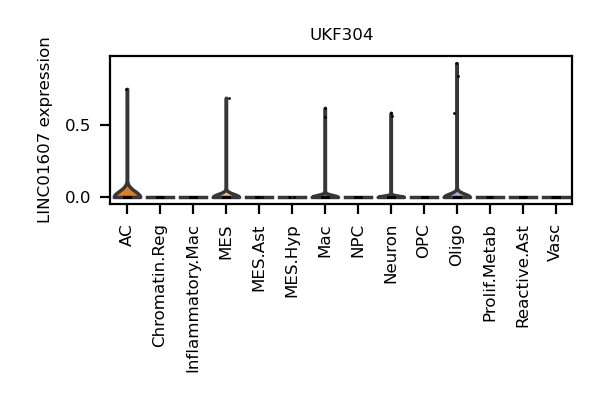 UKF304
LINC01607 expression
0.5
0.0
AC
Chromatin.Reg
Inflammatory.Mac
MES
MES.Ast
MES.Hyp
Mac
NPC
Neuron
OPC
Oligo
Prolif.Metab
Reactive.Ast
Vasc